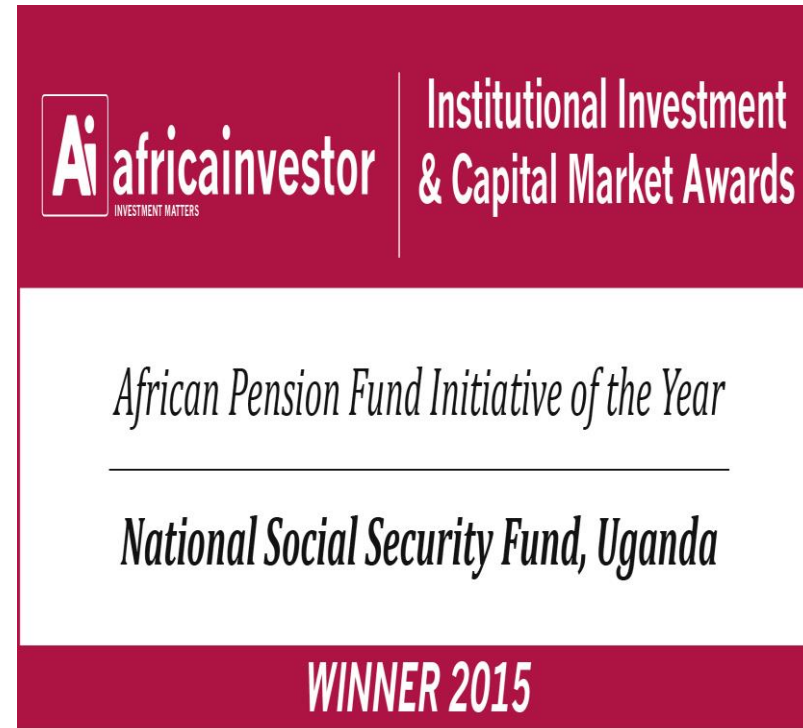 Ai africainvestor
INVESTMENT MATTERS
Institutional Investment
& Capital Market Awards
African Pension Fund Initiative of the Year
National Social Security Fund, Uganda
WINNER 2015